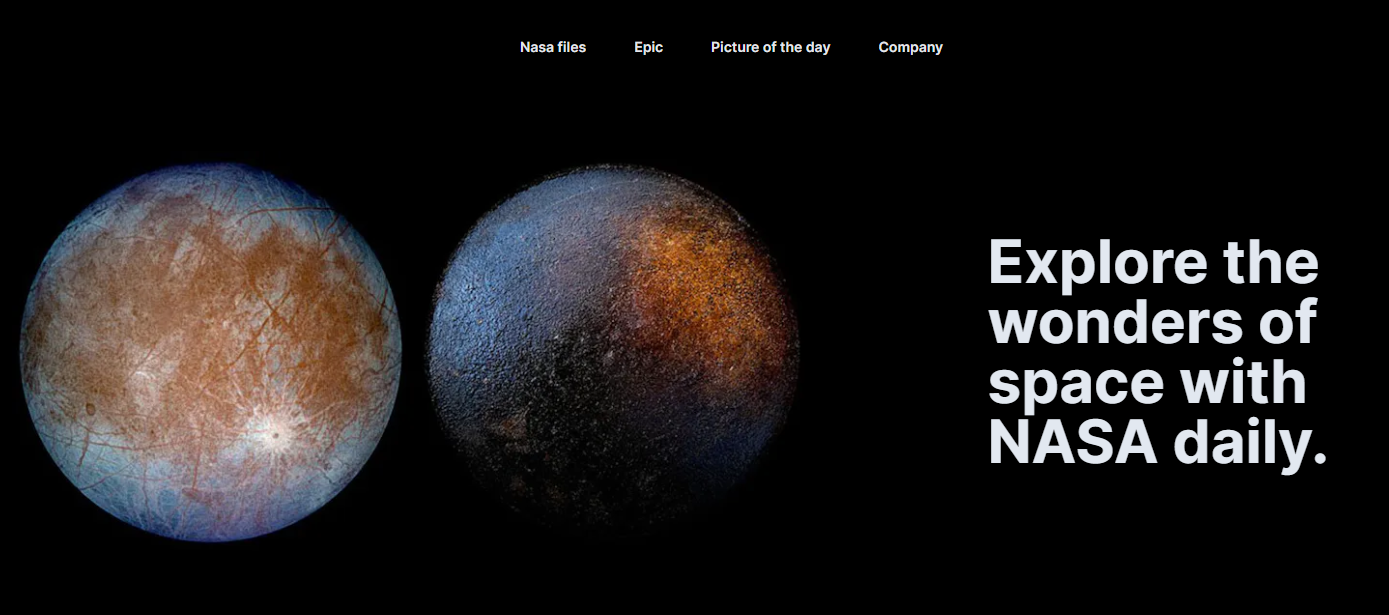 Nasa files Epic Picture of the day Company
Explore the
wonders of
space with
NASA daily.